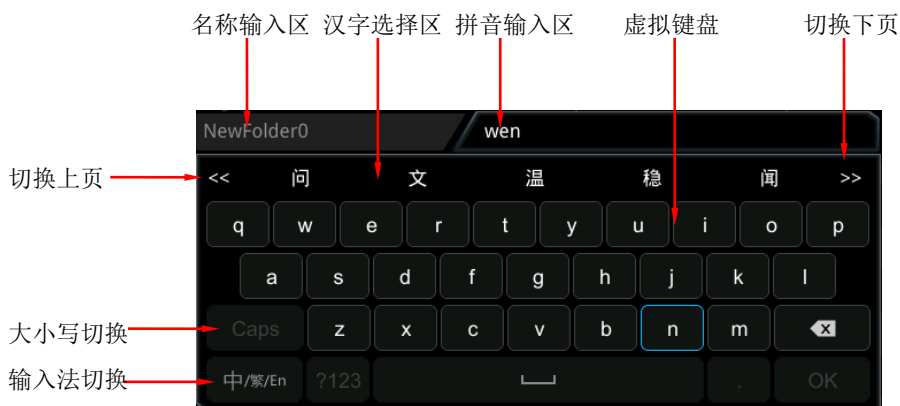 名称输入区 汉字选择区 拼音输入区 虚拟键盘 切换下页
NewFolder0 wen
切换上页 << 问 文 温 稳 闻 >>
q w e r t y u i o p
a s d f g h j k l
大小写切换 Caps z x c v b n m x
输入法切换 中/繁/En ?123 . OK